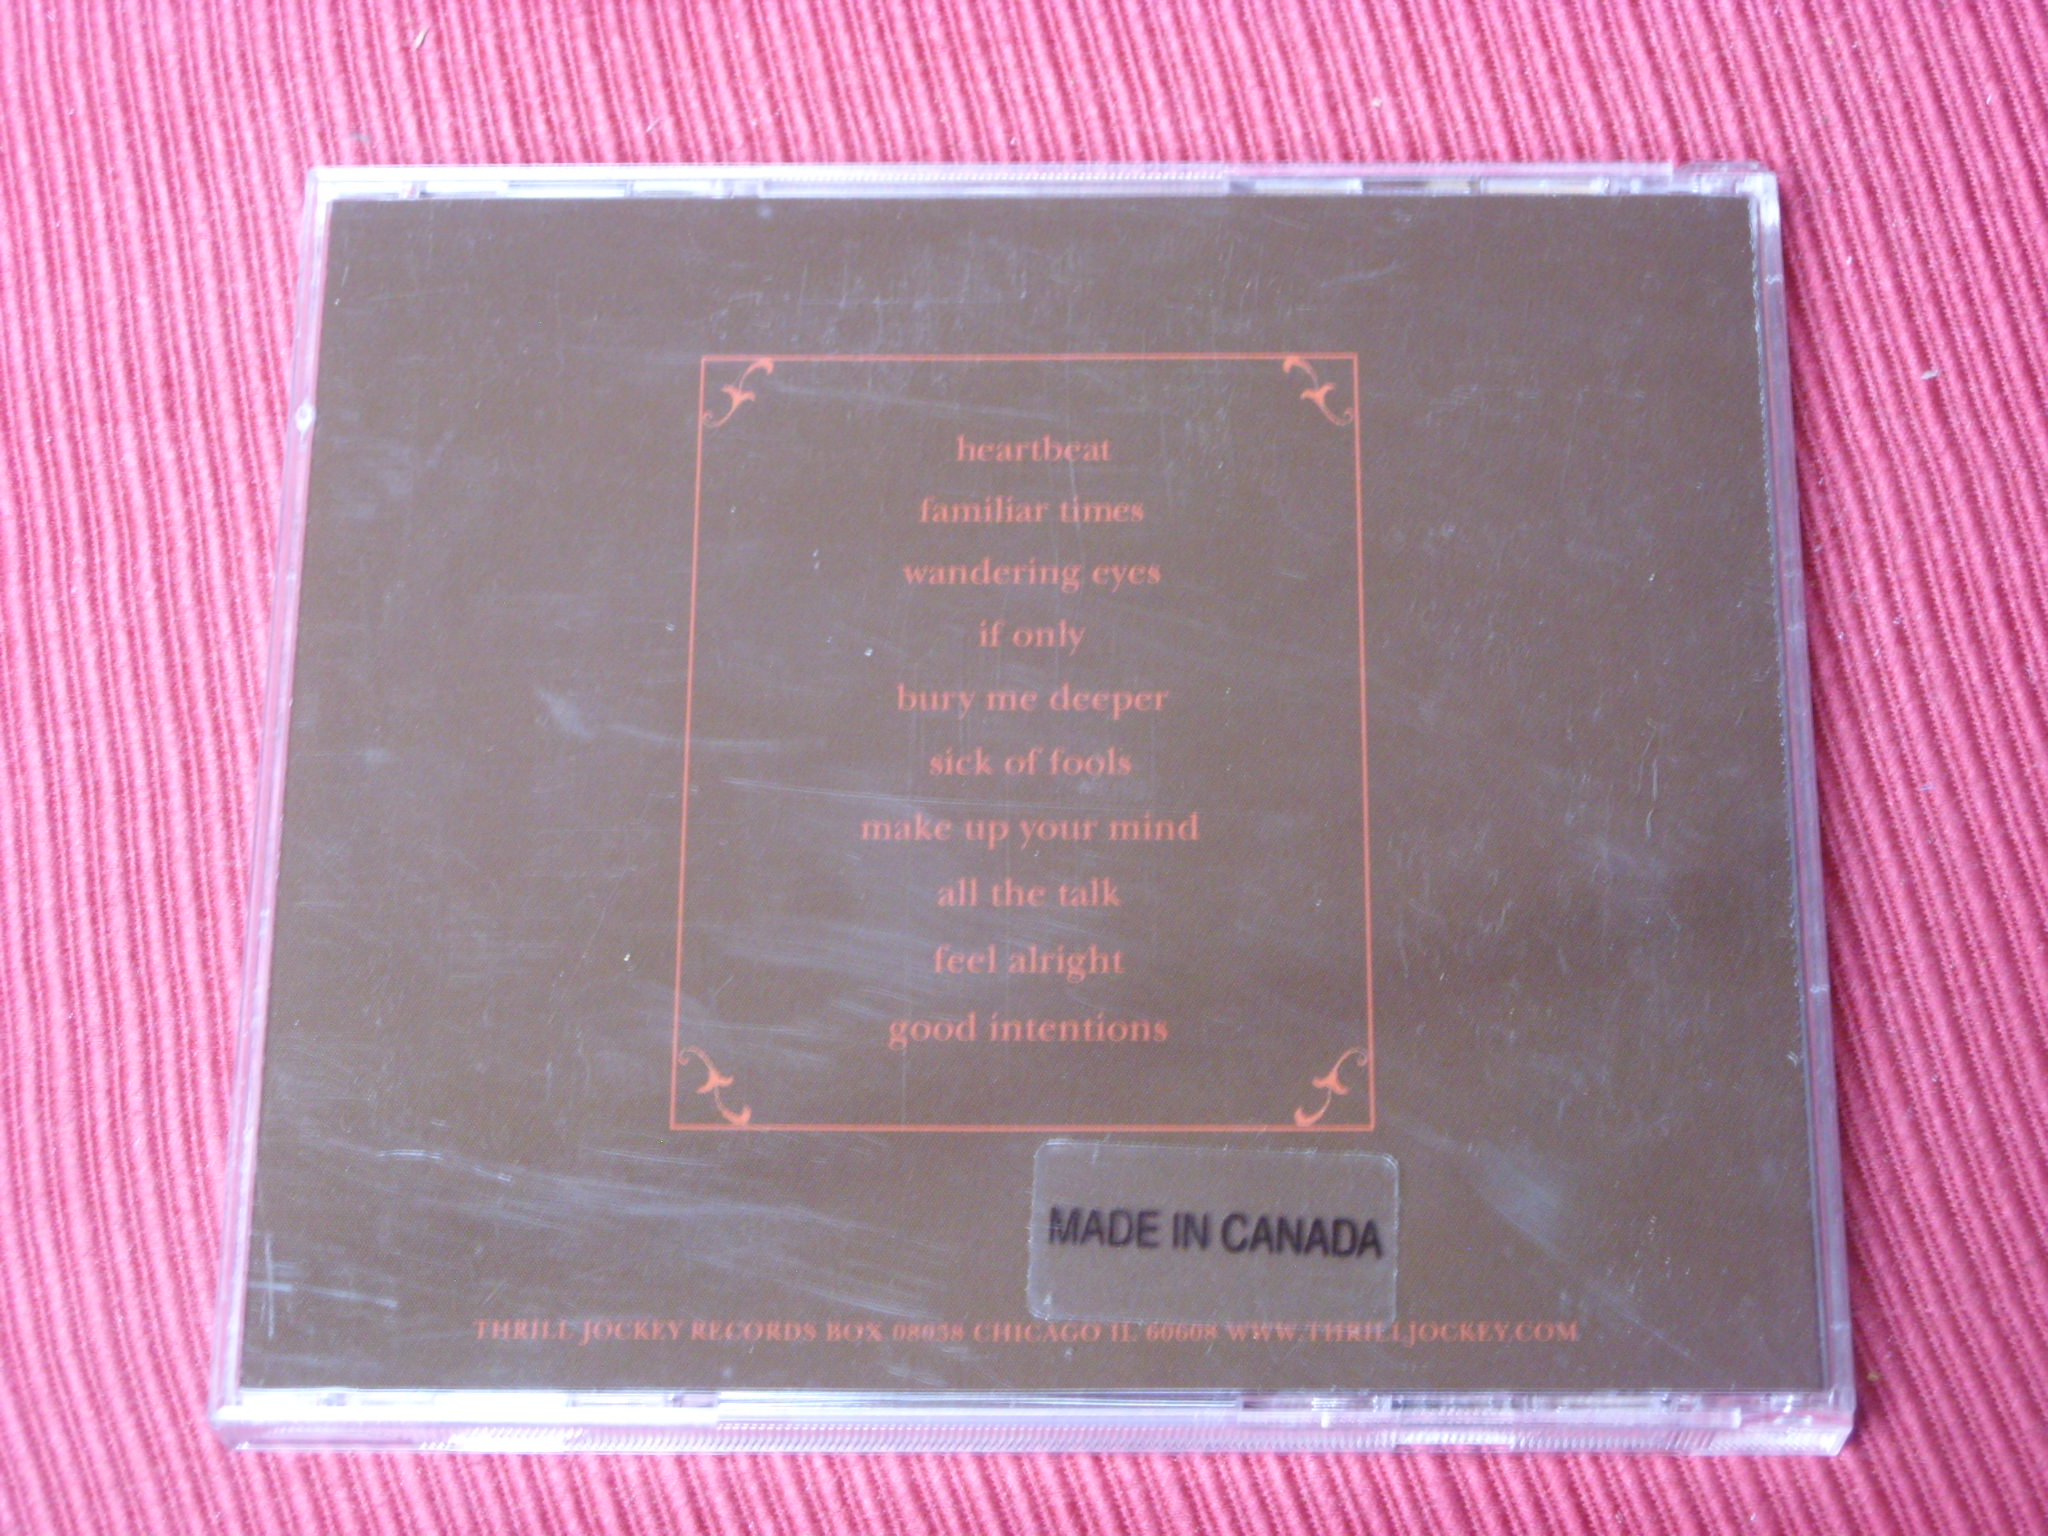 heartbeat
familiar times
wandering eyes
if only
bury me deeper
sick of fools
make up your mind
all the talk
feel alright
good intentions
MADE IN CANADA
THRILL JOCKEY RECORDS BOX 08038 CHICAGO IL 60608 WWW.THRILLJOCKEY.COM